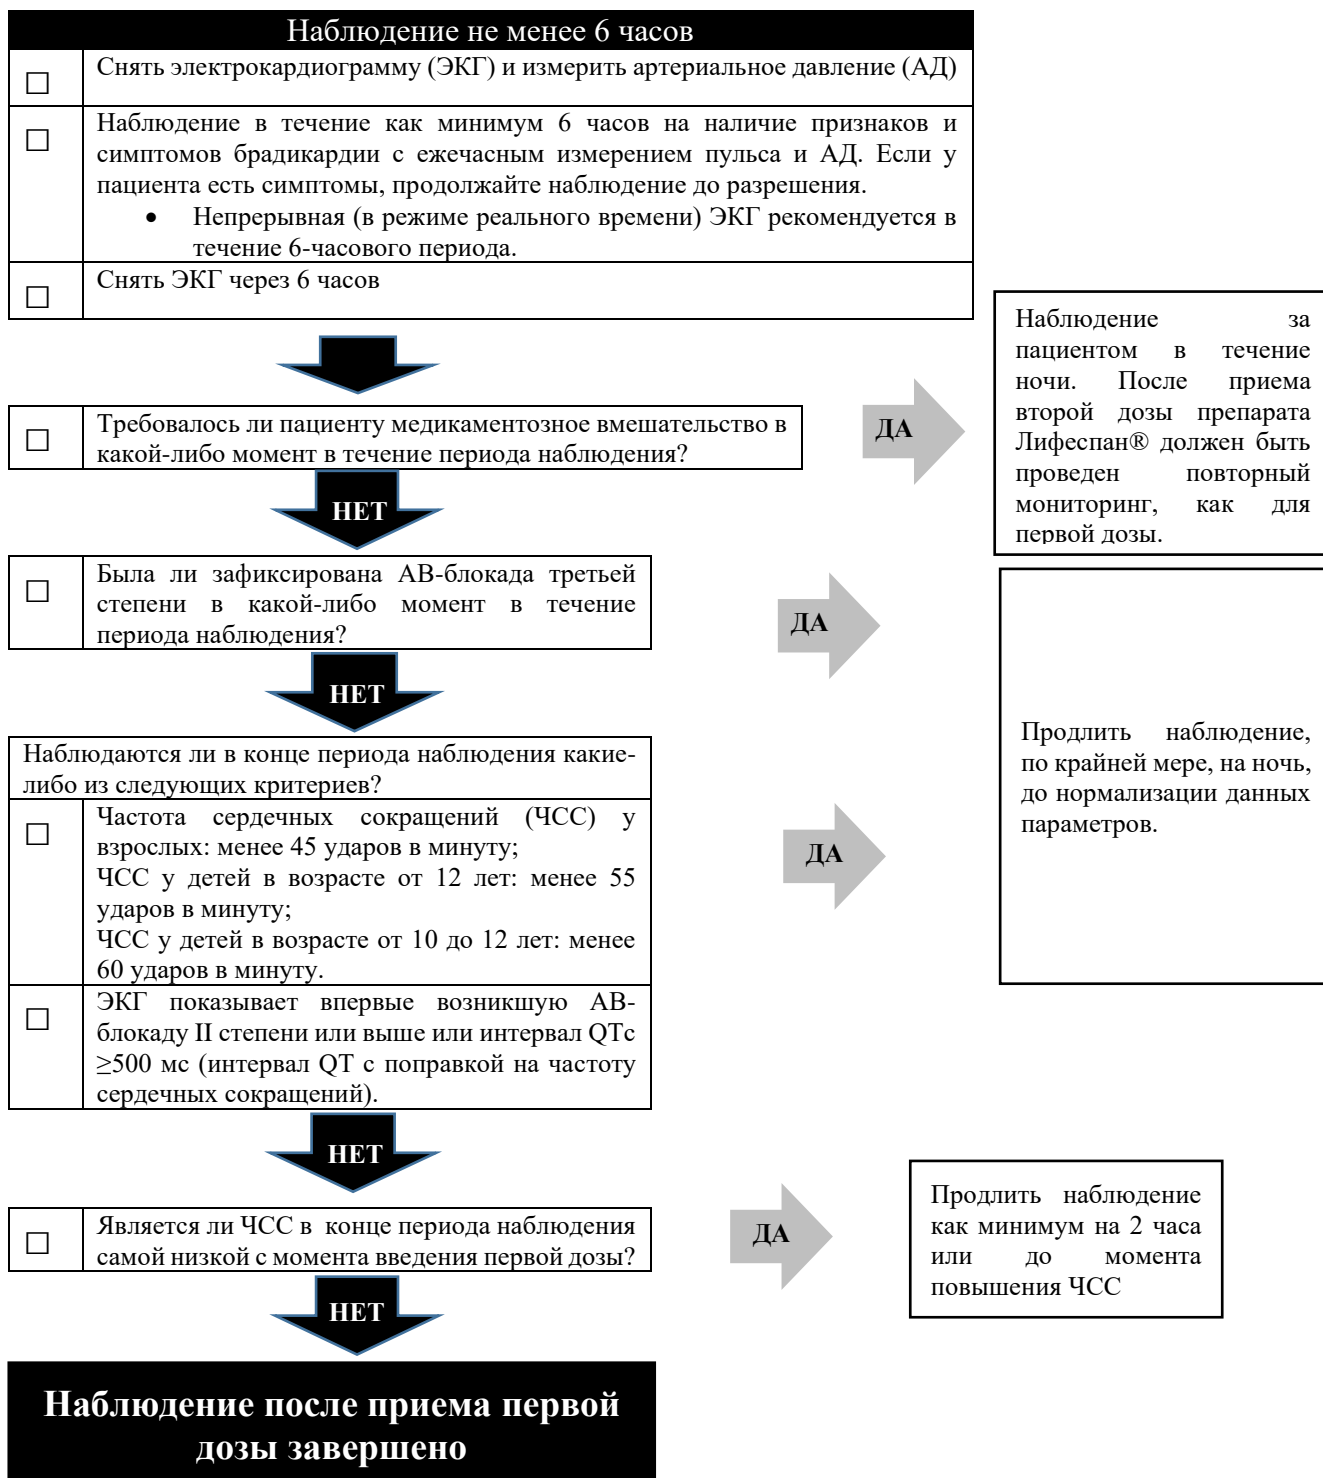 Наблюдение не менее 6 часов
☐
Снять электрокардиограмму (ЭКГ) и измерить артериальное давление (АД)
☐
Наблюдение в течение как минимум 6 часов на наличие признаков и
симптомов брадикардии с ежечасным измерением пульса и АД. Если у
пациента есть симптомы, продолжайте наблюдение до разрешения.
• Непрерывная (в режиме реального времени) ЭКГ рекомендуется в
течение 6-часового периода.
☐
Снять ЭКГ через 6 часов
☐
Требовалось ли пациенту медикаментозное вмешательство в
какой-либо момент в течение периода наблюдения?
ДА
Наблюдение за
пациентом в течение
ночи. После приема
второй дозы препарата
Лифеспан® должен быть
проведен повторный
мониторинг, как для
первой дозы.
НЕТ
☐
Была ли зафиксирована АВ-блокада третьей
степени в какой-либо момент в течение
периода наблюдения?
ДА
НЕТ
Наблюдаются ли в конце периода наблюдения какие-
либо из следующих критериев?
☐
Частота сердечных сокращений (ЧСС) у
взрослых: менее 45 ударов в минуту;
ЧСС у детей в возрасте от 12 лет: менее 55
ударов в минуту;
ЧСС у детей в возрасте от 10 до 12 лет: менее
60 ударов в минуту.
☐
ЭКГ показывает впервые возникшую АВ-
блокаду II степени или выше или интервал QTc
≥500 мс (интервал QT с поправкой на частоту
сердечных сокращений).
ДА
Продлить наблюдение,
по крайней мере, на ночь,
до нормализации данных
параметров.
НЕТ
☐
Является ли ЧСС в конце периода наблюдения
самой низкой с момента введения первой дозы?
ДА
Продлить наблюдение
как минимум на 2 часа
или до момента
повышения ЧСС
НЕТ
Наблюдение после приема первой
дозы завершено